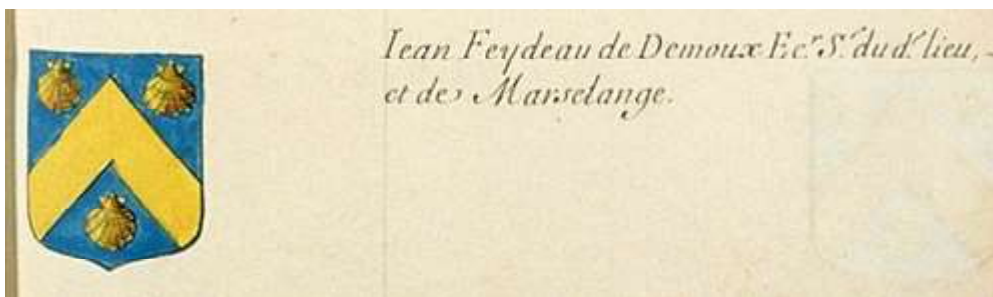 Iean Feydeau de Demoux Ec.r S.r du d.t lieu,
et de Marselange.